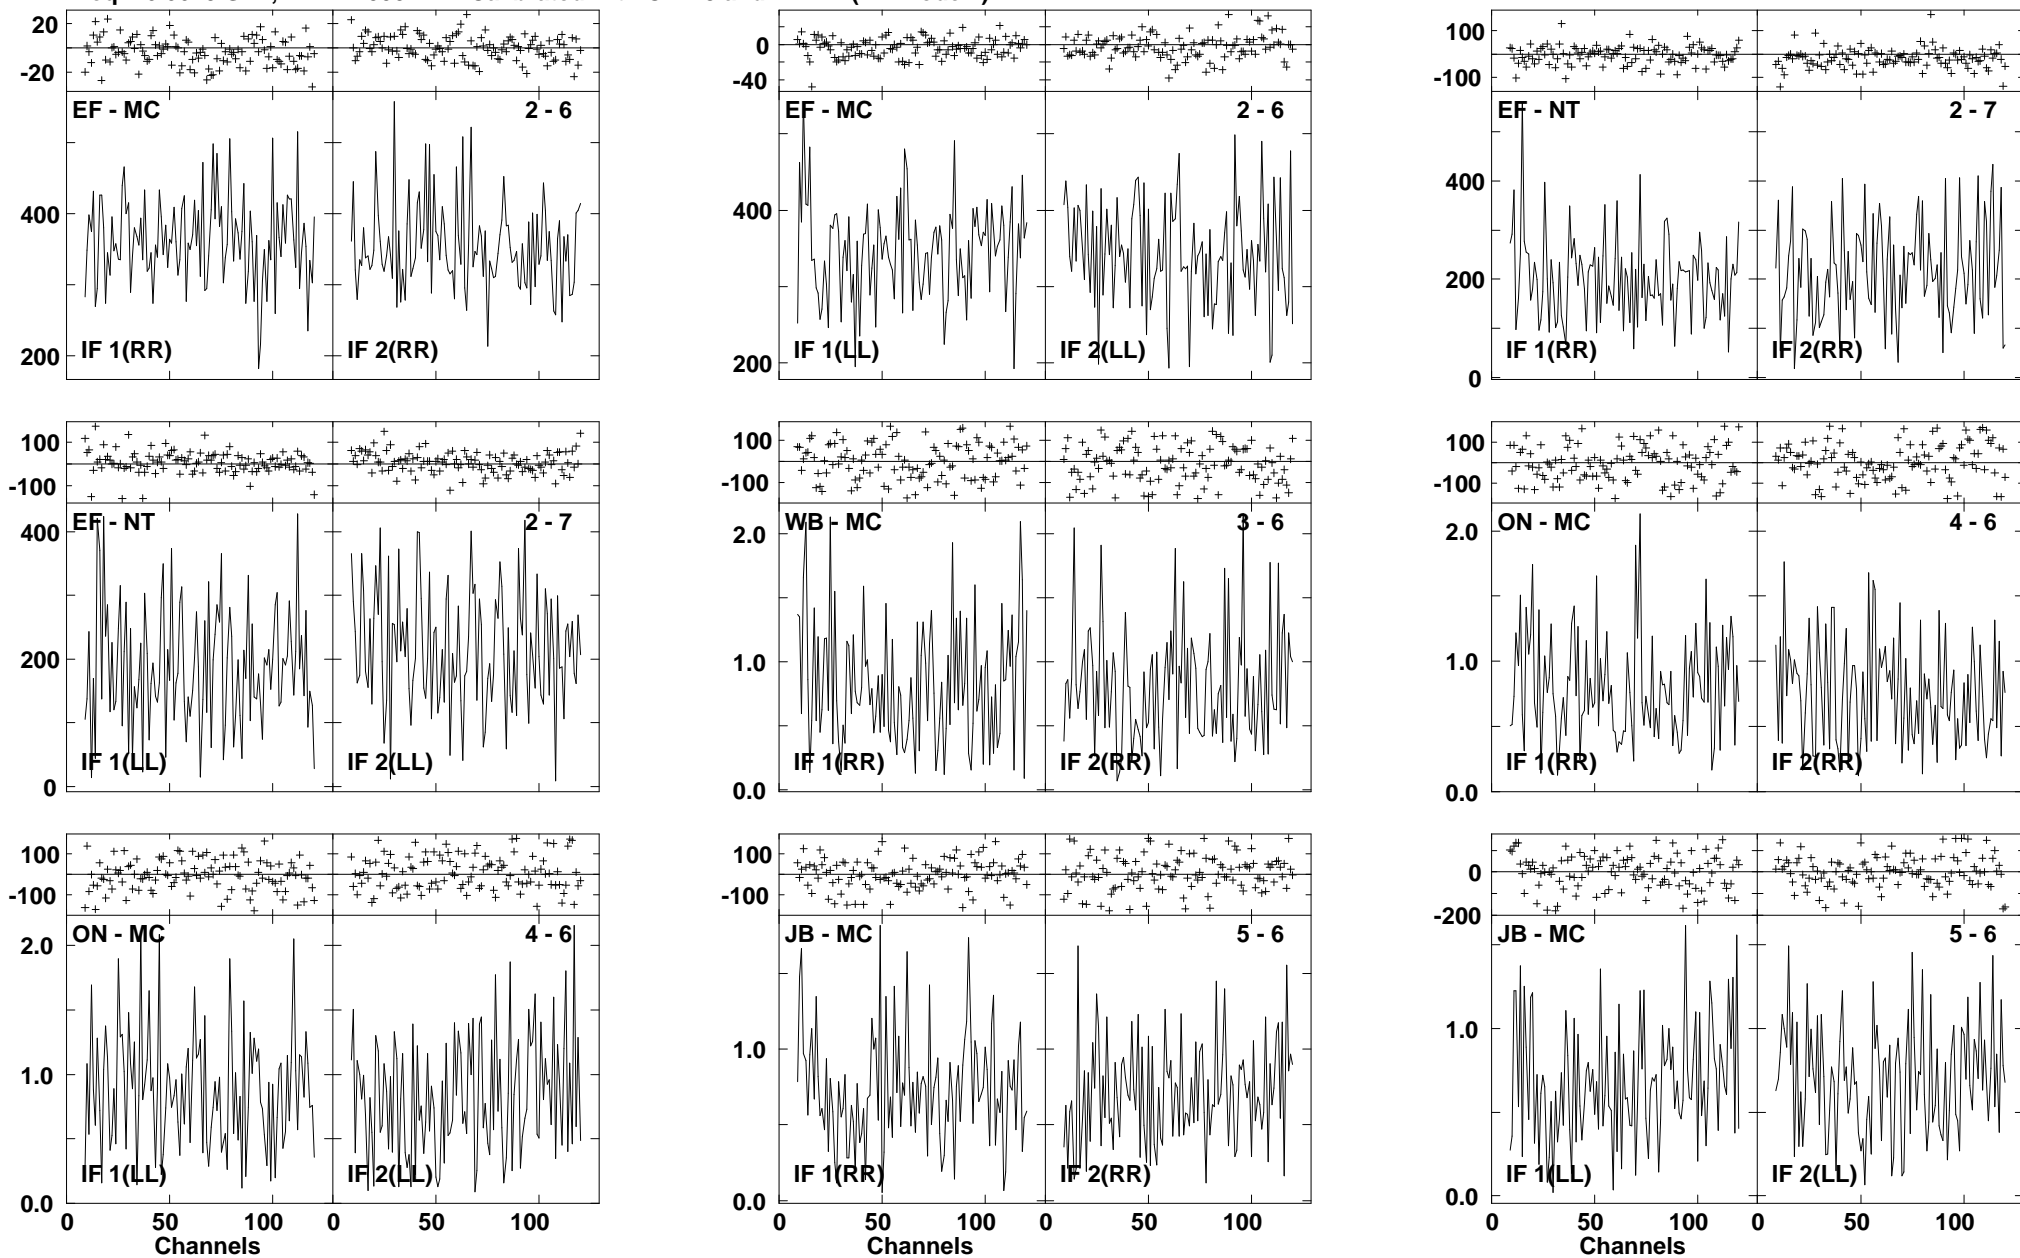 20
-20
EF - MC
2 - 6
400
200
IF 1(RR)
IF 2(RR)
0
-40
EF - MC
2 - 6
400
200
IF 1(LL)
IF 2(LL)
100
-100
EF - NT
2 - 7
400
200
0
IF 1(RR)
IF 2(RR)
100
-100
EF - NT
2 - 7
400
200
0
IF 1(LL)
IF 2(LL)
100
-100
WB - MC
3 - 6
2.0
1.0
0.0
IF 1(RR)
IF 2(RR)
100
-100
ON - MC
4 - 6
2.0
1.0
0.0
IF 1(RR)
IF 2(RR)
100
-100
ON - MC
4 - 6
2.0
1.0
0.0
IF 1(LL)
IF 2(LL)
0 50 100 0 50 100
Channels
100
-100
JB - MC
5 - 6
1.0
0.0
IF 1(RR)
IF 2(RR)
0 50 100 0 50 100
Channels
0
-200
JB - MC
5 - 6
1.0
0.0
IF 1(LL)
IF 2(LL)
0 50 100 0 50 100
Channels